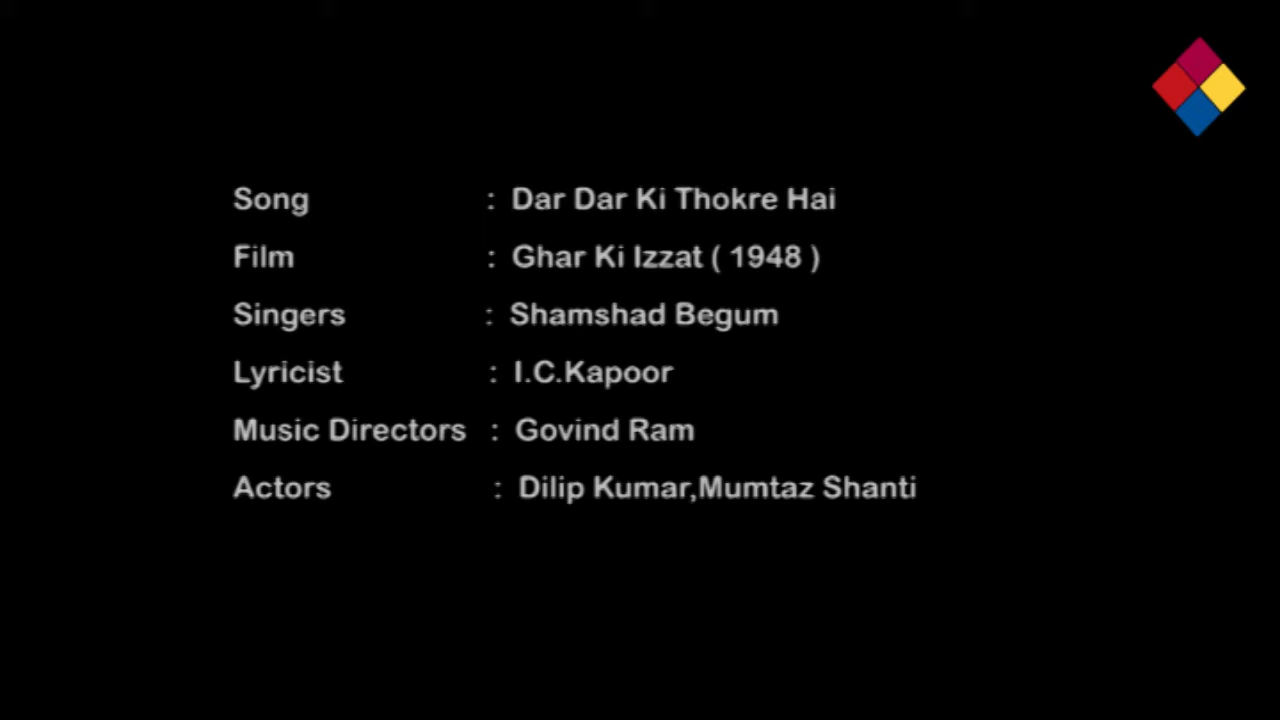 Song : Dar Dar Ki Thokre Hai
Film : Ghar Ki Izzat ( 1948 )
Singers : Shamshad Begum
Lyricist : I.C.Kapoor
Music Directors : Govind Ram
Actors : Dilip Kumar,Mumtaz Shanti